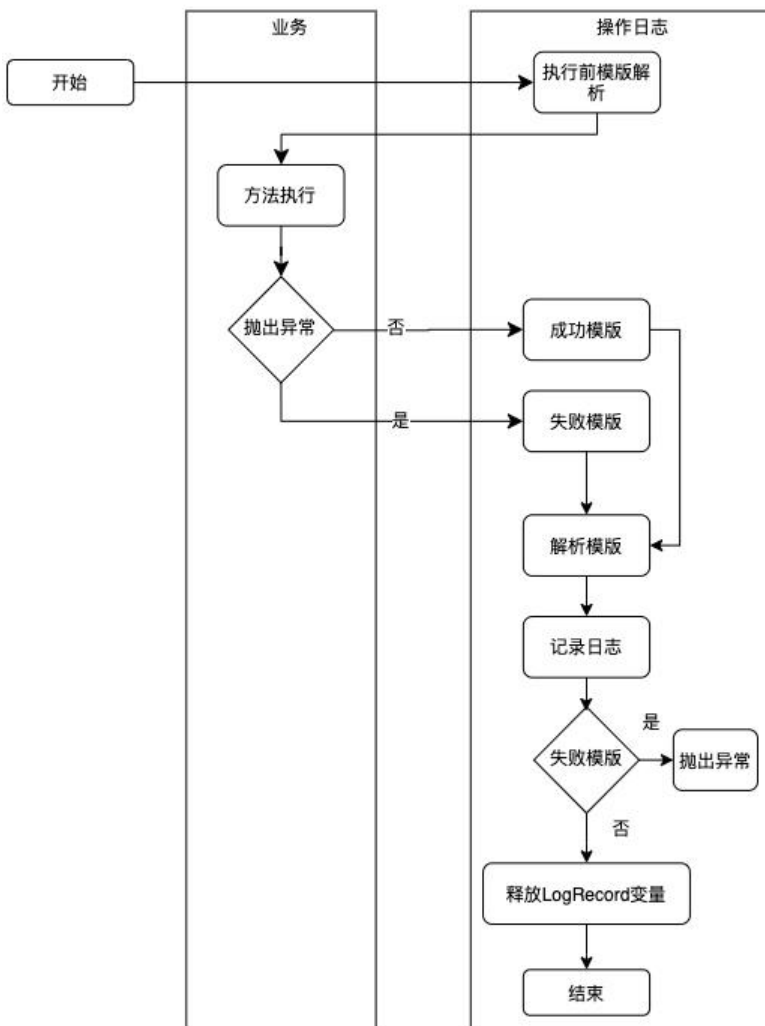 业务
操作日志
开始
执行前模版解
析
方法执行
抛出异常
否
成功模版
是
失败模版
解析模版
记录日志
失败模版
是
抛出异常
否
释放LogRecord变量
结束